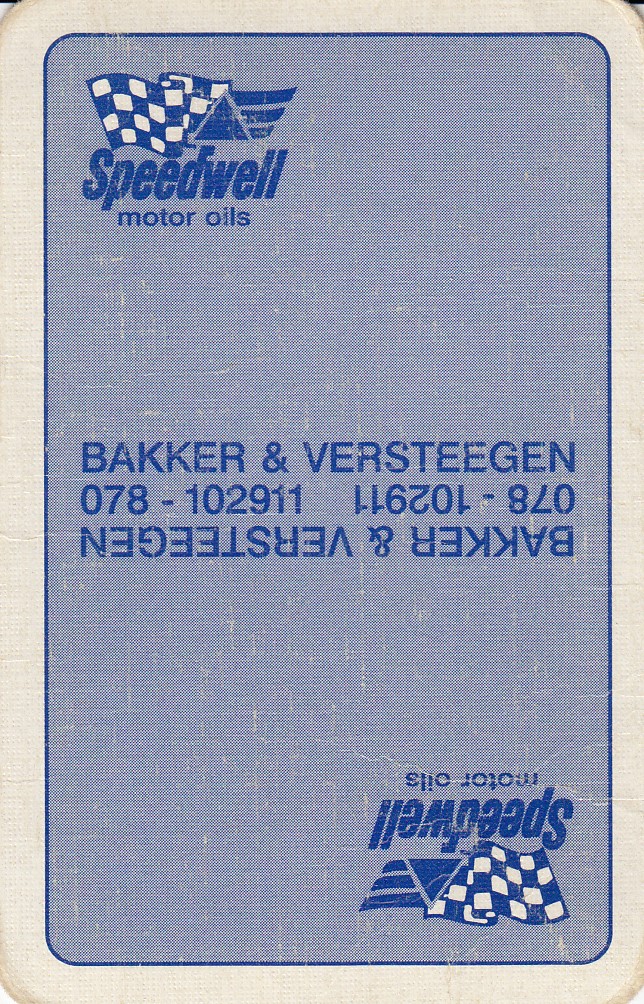 Speedwell
motor oils
BAKKER & VERSTEEGEN
078 - 102911
078 - 102911
BAKKER & VERSTEEGEN
motor oils
Speedwell